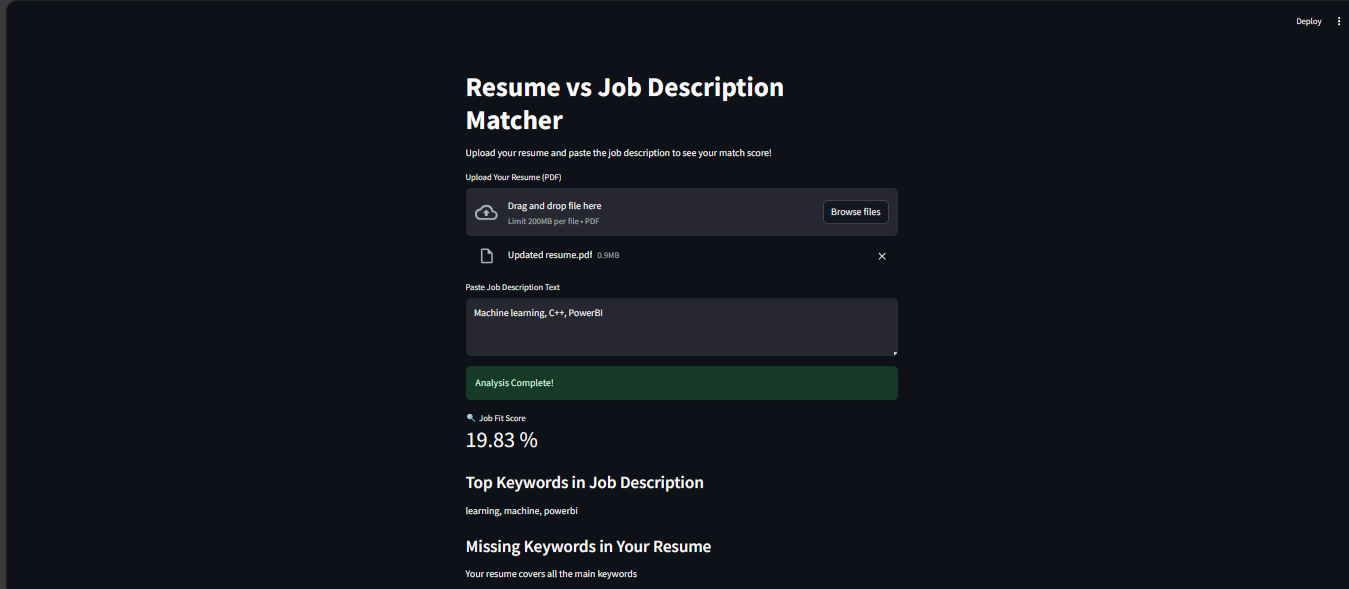 Deploy
Resume vs Job Description
Matcher
Upload your resume and paste the job description to see your match score!
Upload Your Resume (PDF)
Drag and drop file here
Limit 200MB per file • PDF
Browse files
Updated resume.pdf 0.9MB
Paste Job Description Text
Machine learning, C++, PowerBI
Analysis Complete!
🔍 Job Fit Score
19.83 %
Top Keywords in Job Description
learning, machine, powerbi
Missing Keywords in Your Resume
Your resume covers all the main keywords